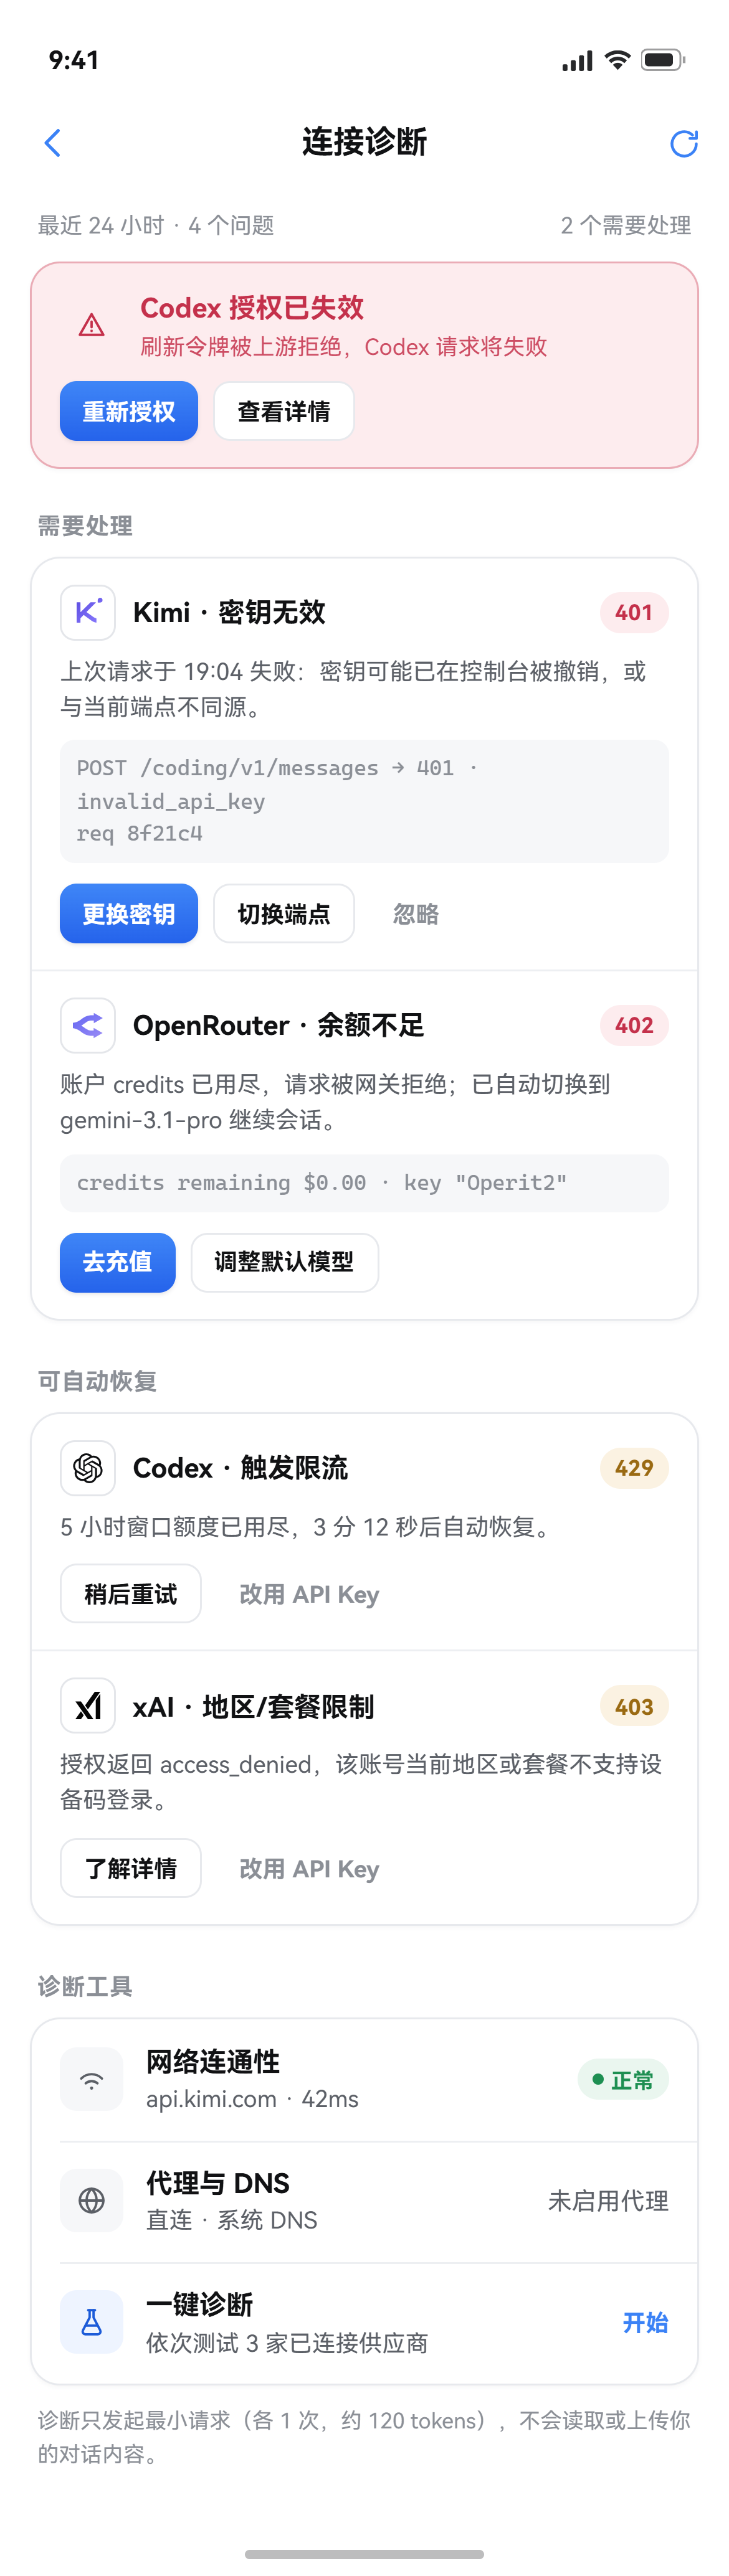 9:41
连接诊断
最近 24 小时 · 4 个问题
2 个需要处理
Codex 授权已失效
刷新令牌被上游拒绝，Codex 请求将失败
重新授权
查看详情
需要处理
Kimi · 密钥无效
401
上次请求于 19:04 失败：密钥可能已在控制台被撤销，或
与当前端点不同源。
POST /coding/v1/messages → 401 ·
invalid_api_key
req 8f21c4
更换密钥
切换端点
忽略
OpenRouter · 余额不足
402
账户 credits 已用尽，请求被网关拒绝；已自动切换到
gemini-3.1-pro 继续会话。
credits remaining $0.00 · key "Operit2"
去充值
调整默认模型
可自动恢复
Codex · 触发限流
429
5 小时窗口额度已用尽，3 分 12 秒后自动恢复。
稍后重试
改用 API Key
xAI · 地区/套餐限制
403
授权返回 access_denied，该账号当前地区或套餐不支持设
备码登录。
了解详情
改用 API Key
诊断工具
网络连通性
api.kimi.com · 42ms
正常
代理与 DNS
直连 · 系统 DNS
未启用代理
一键诊断
依次测试 3 家已连接供应商
开始
诊断只发起最小请求（各 1 次，约 120 tokens），不会读取或上传你
的对话内容。